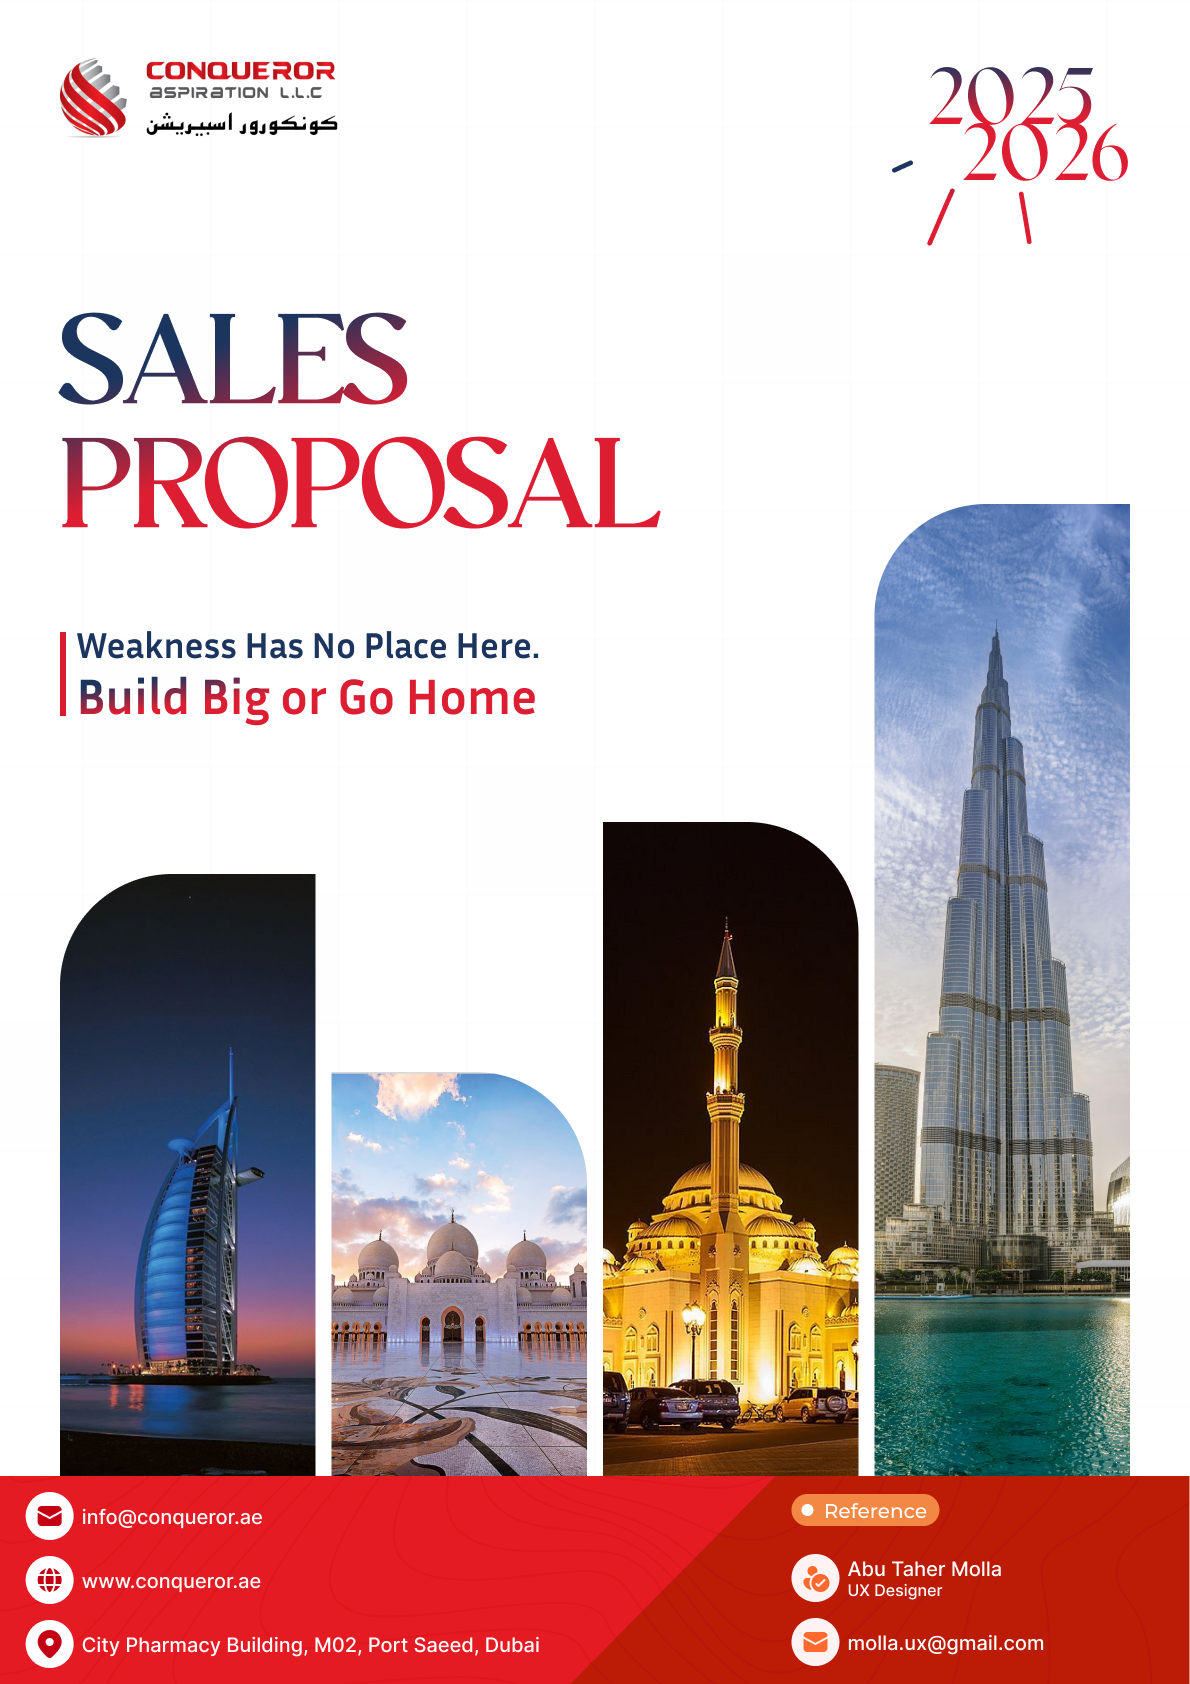 CONQUEROR
ASPIRATION L.L.C
كونكورور اسبيريشن
2025
2026
SALES
PROPOSAL
Weakness Has No Place Here.
Build Big or Go Home
info@conqueror.ae
www.conqueror.ae
City Pharmacy Building, M02, Port Saeed, Dubai
Reference
Abu Taher Molla
UX Designer
molla.ux@gmail.com